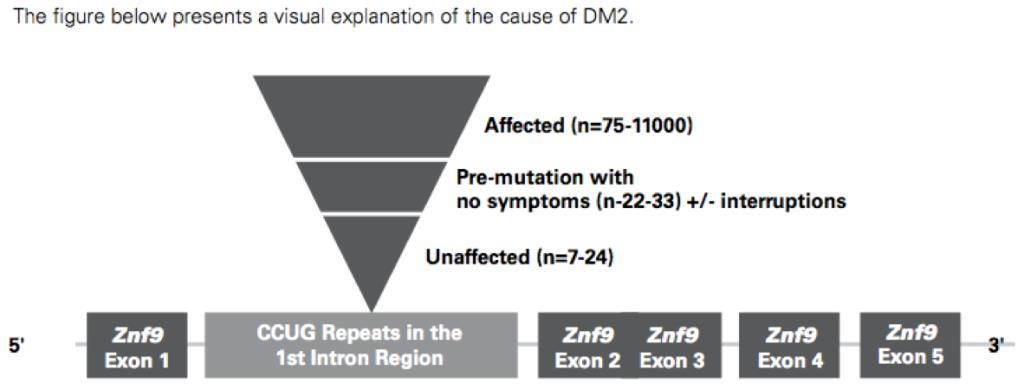 The figure below presents a visual explanation of the cause of DM2.
Affected (n=75-11000)
Pre-mutation with
no symptoms (n-22-33) +/- interruptions
Unaffected (n=7-24)
5'
Znf9
Exon 1
CCUG Repeats in the
1st Intron Region
Znf9
Exon 2
Znf9
Exon 3
Znf9
Exon 4
Znf9
Exon 5
3'